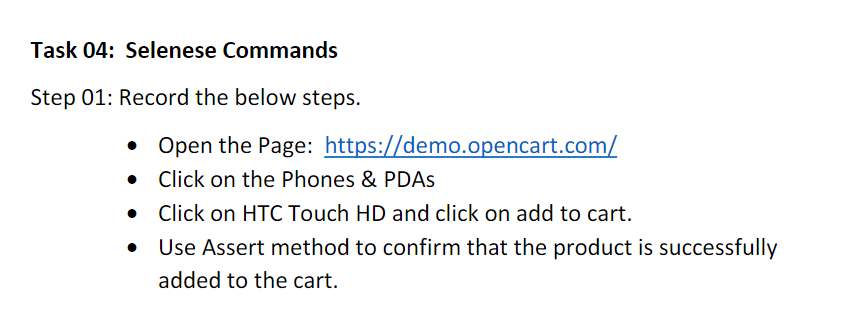 Task 04:  Selenese Commands
Step 01: Record the below steps.
• Open the Page:  https://demo.opencart.com/
• Click on the Phones & PDAs
• Click on HTC Touch HD and click on add to cart.
• Use Assert method to confirm that the product is successfully
added to the cart.